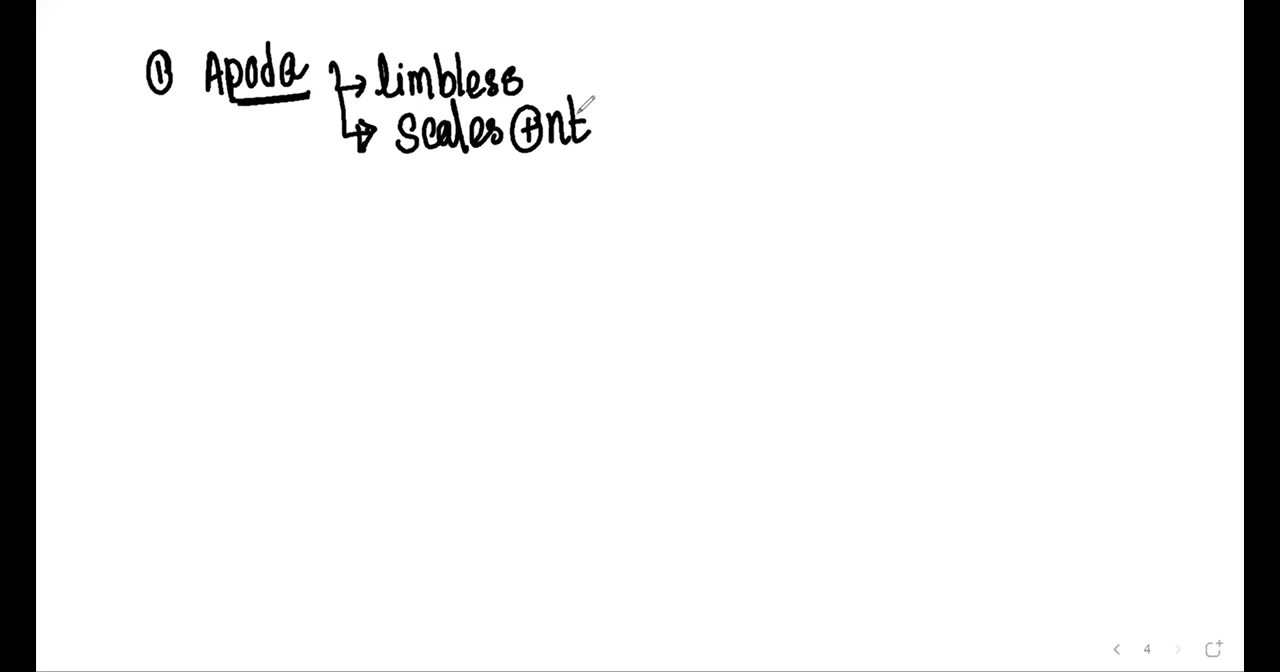 ① Apoda → limbless
→ scales ⊕nt
4